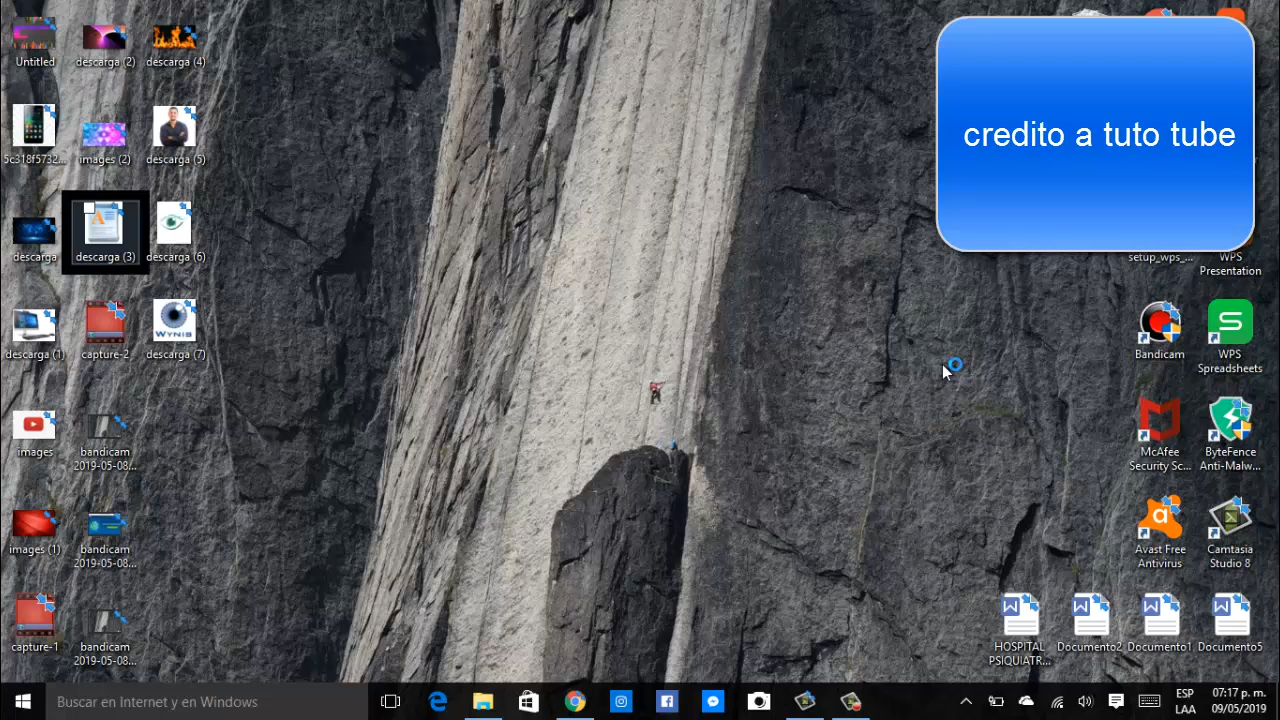 Untitled
descarga (2)
descarga (4)
credito a tuto tube
5c318f5732...
images (2)
descarga (5)
descarga
descarga (3)
descarga (6)
setup_wps_...
WPS
Presentation
descarga (1)
capture-2
WYNIS
descarga (7)
Bandicam
WPS
Spreadsheets
images
bandicam
2019-05-08...
McAfee
Security Sc...
ByteFence
Anti-Malw...
images (1)
bandicam
2019-05-08...
Avast Free
Antivirus
Camtasia
Studio 8
capture-1
bandicam
2019-05-08...
HOSPITAL
PSIQUIATR...
Documento2
Documento1
Documento5
Buscar en Internet y en Windows
ESP
LAA
07:17 p. m.
09/05/2019